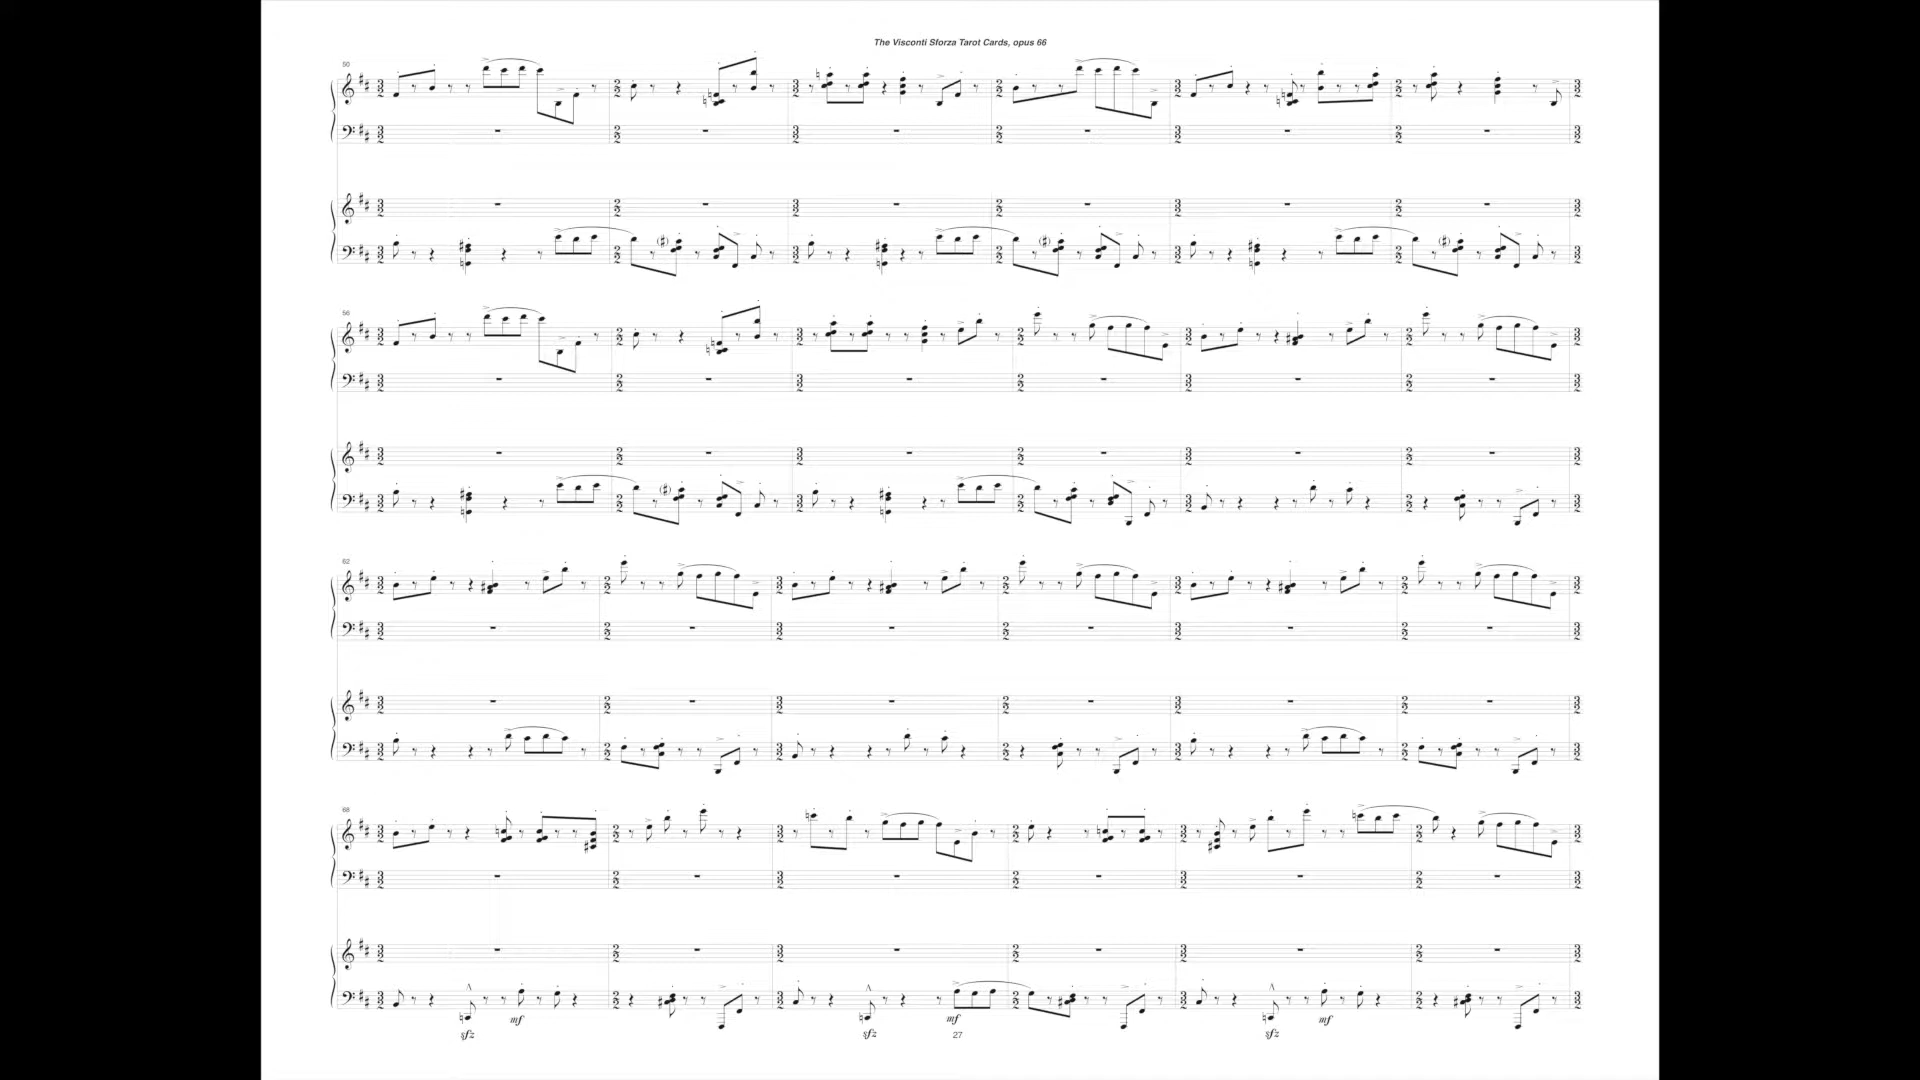 The Visconti Sforza Tarot Cards, opus 66
50
56
62
68
sfz mf sfz mf sfz mf
27